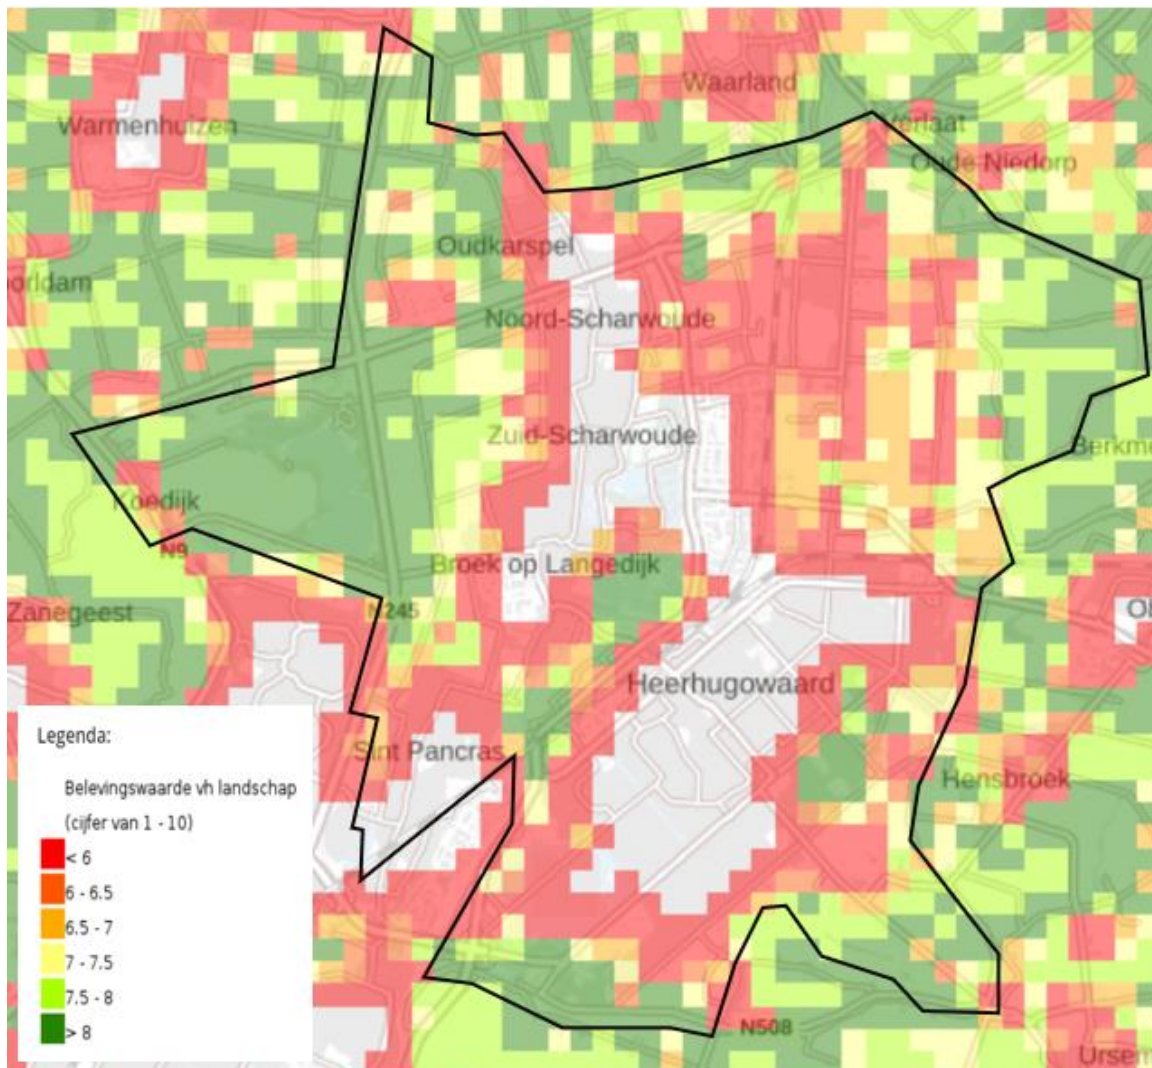 Waarland
Warmenhuizen
Verlaat
Oude Niedorp
Oudkarspel
orldam
Noord-Scharwoude
Zuid-Scharwoude
Berkme
Koedijk
N9
Broek op Langedijk
Zanegeest
N245
Ob
Heerhugowaard
Sint Pancras
Hensbroek
Legenda:
Belevingswaarde vh landschap
(cijfer van 1 - 10)
< 6
6 - 6.5
6.5 - 7
7 - 7.5
7.5 - 8
> 8
N508
Ursem